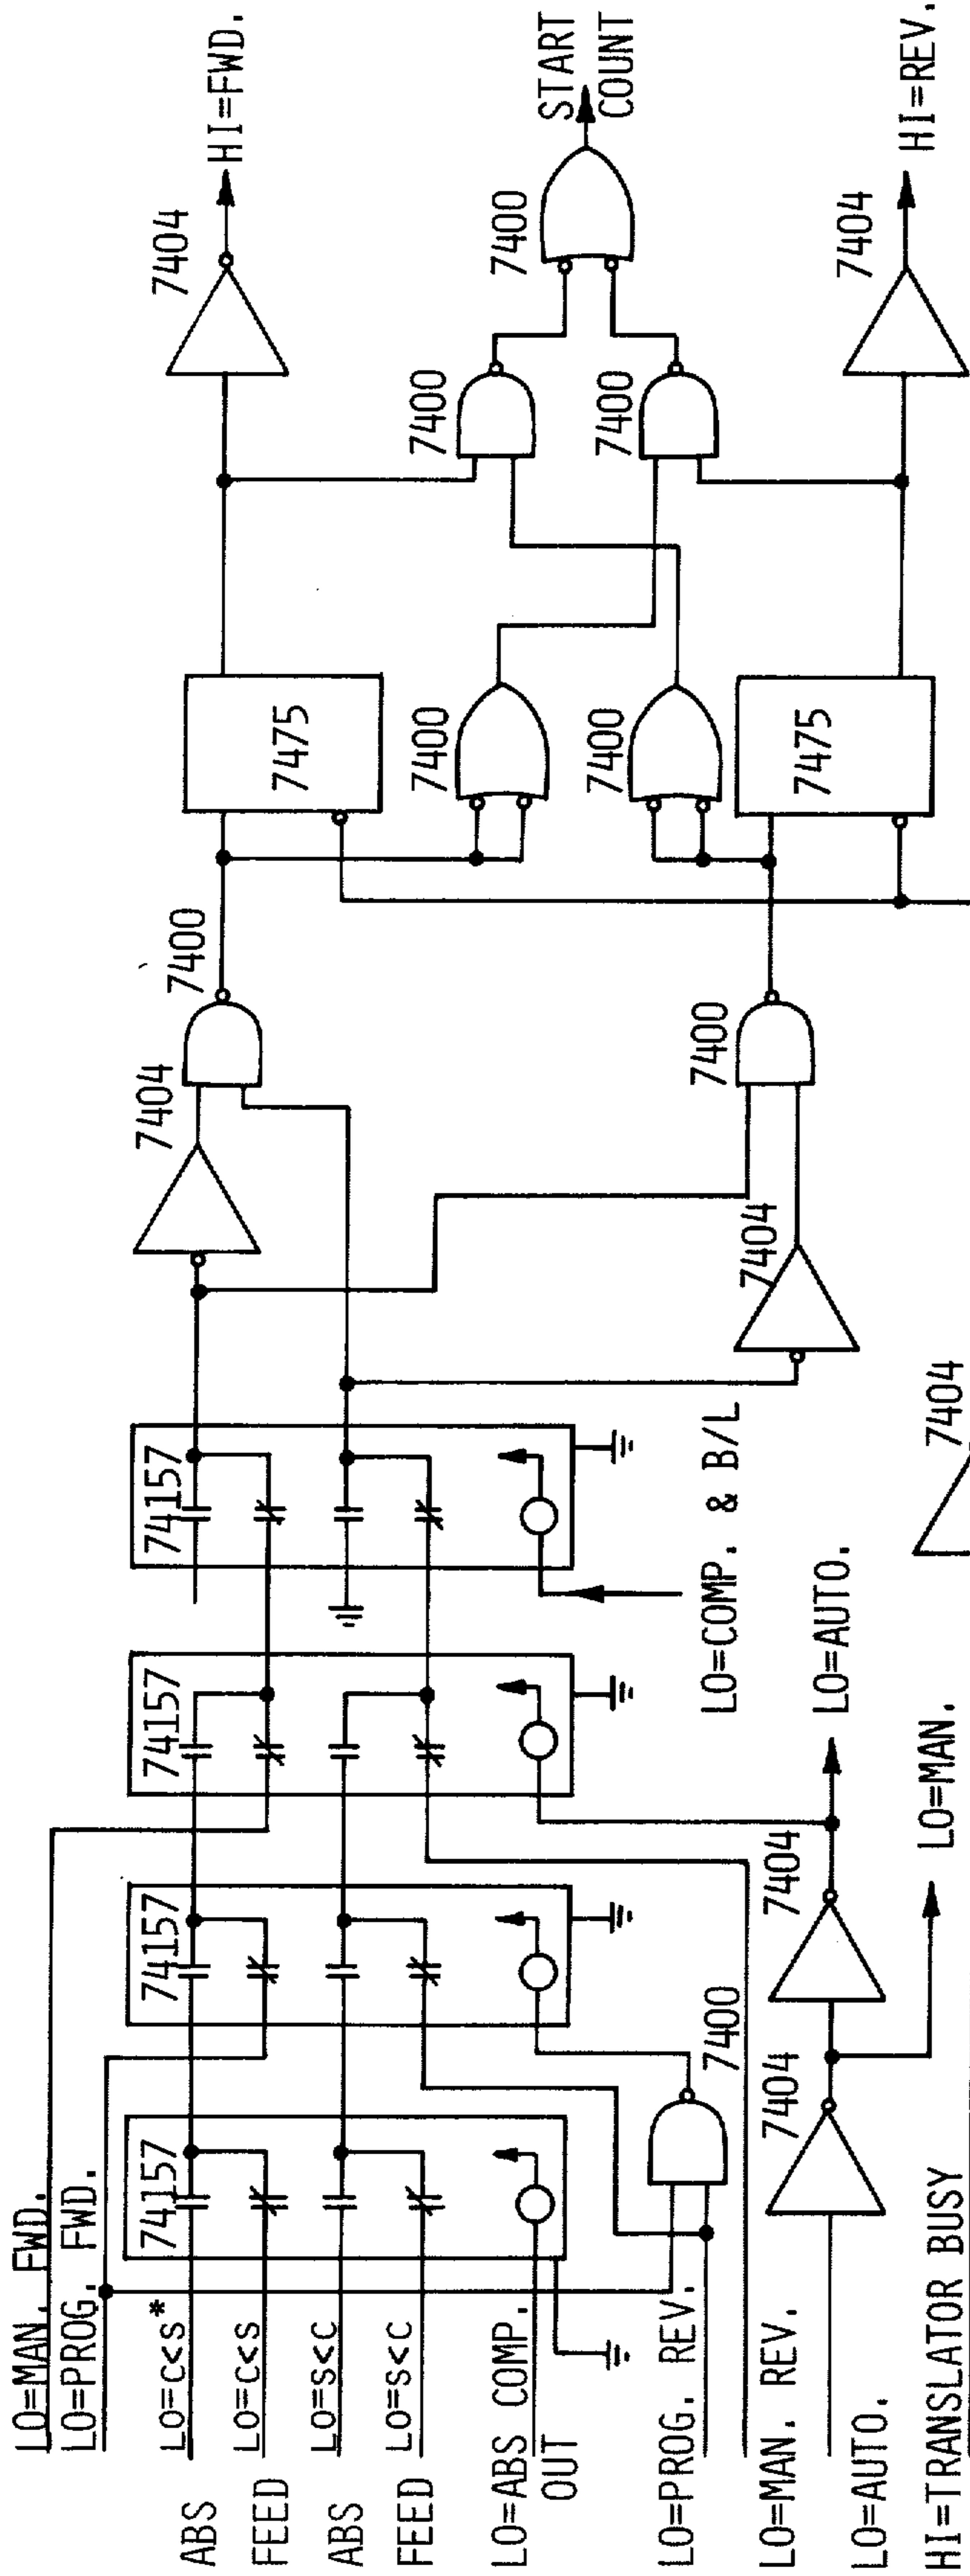 LO=MAN. FWD.
LO=PROG. FWD.
ABS LO=C<S*
FEED LO=C<S
ABS LO=S<C
FEED LO=S<C
LO=ABS COMP.
OUT
LO=PROG. REV.
LO=MAN. REV.
LO=AUTO.
HI=TRANSLATOR BUSY
74157
74157
74157
74157
7400
7404
7404
LO=AUTO.
LO=MAN.
LO=COMP. & B/L
7404
7404
7404
7400
7400
7475
7400
7400
7475
7400
7400
7404
7400
7404
HI=FWD.
START
COUNT
HI=REV.